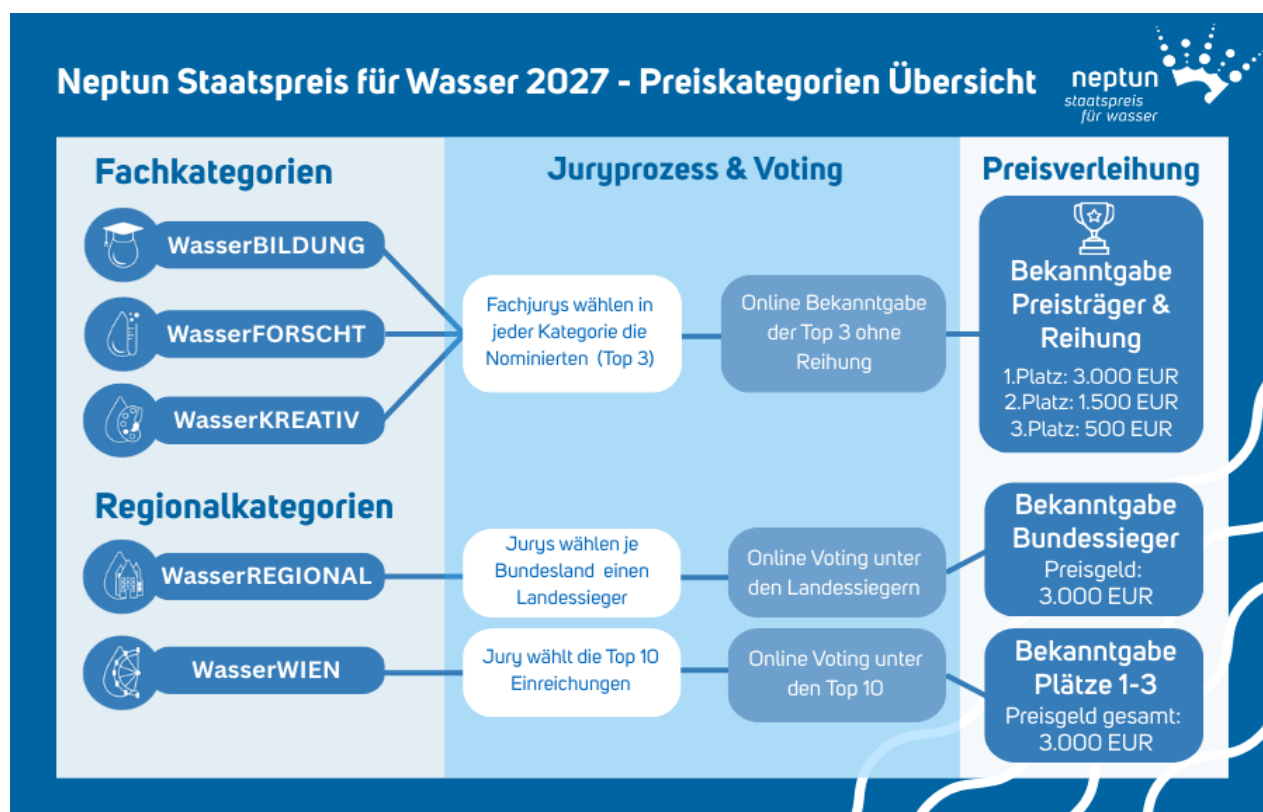 Neptun Staatspreis für Wasser 2027 - Preiskategorien Übersicht
neptun
staatspreis
für wasser
Fachkategorien
WasserBILDUNG
WasserFORSCHT
WasserKREATIV
Regionalkategorien
WasserREGIONAL
WasserWIEN
Juryprozess & Voting
Fachjurys wählen in
jeder Kategorie die
Nominierten (Top 3)
Online Bekanntgabe
der Top 3 ohne
Reihung
Jurys wählen je
Bundesland einen
Landessieger
Online Voting unter
den Landessiegern
Jury wählt die Top 10
Einreichungen
Online Voting unter
den Top 10
Preisverleihung
Bekanntgabe
Preisträger &
Reihung
1.Platz: 3.000 EUR
2.Platz: 1.500 EUR
3.Platz: 500 EUR
Bekanntgabe
Bundessieger
Preisgeld:
3.000 EUR
Bekanntgabe
Plätze 1-3
Preisgeld gesamt:
3.000 EUR